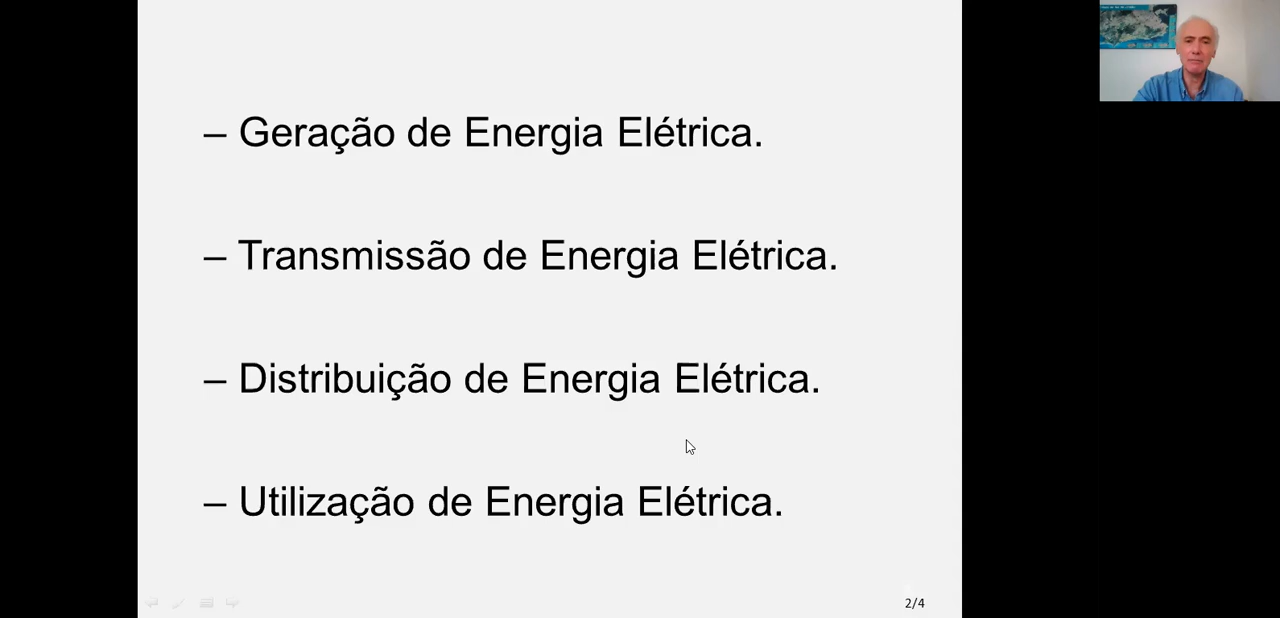 – Geração de Energia Elétrica.
– Transmissão de Energia Elétrica.
– Distribuição de Energia Elétrica.
– Utilização de Energia Elétrica.
2/4